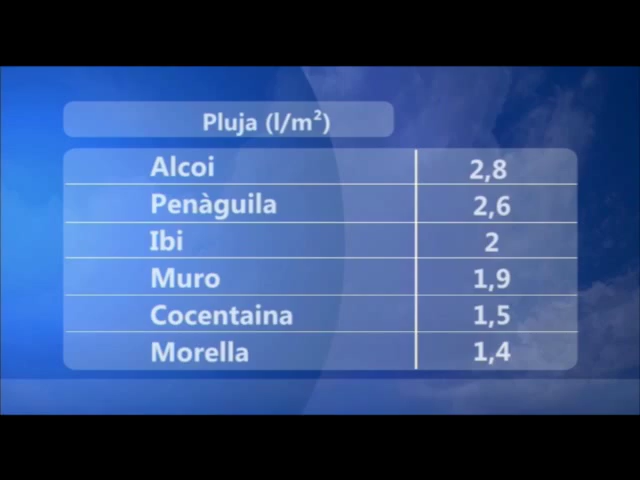 Pluja (l/m²)
Alcoi 2,8
Penàguila 2,6
Ibi 2
Muro 1,9
Cocentaina 1,5
Morella 1,4